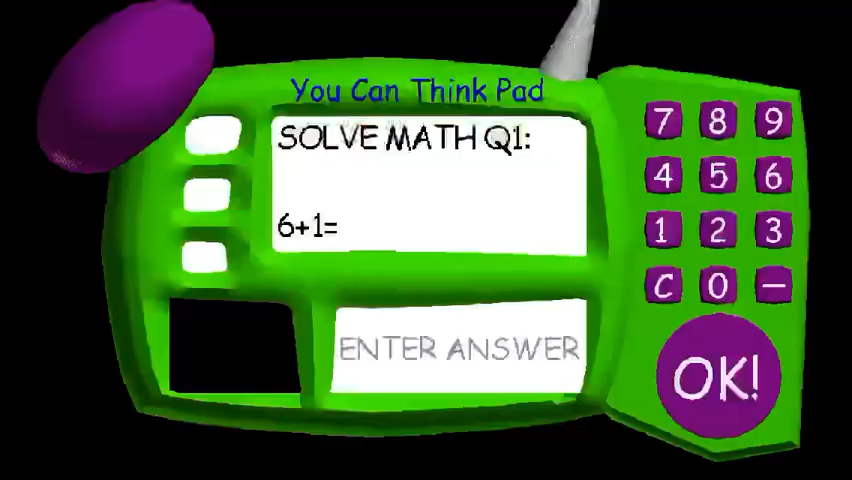 You Can Think Pad
SOLVE MATH Q1:
6+1=
ENTER ANSWER
7 8 9
4 5 6
1 2 3
C 0 −
OK!